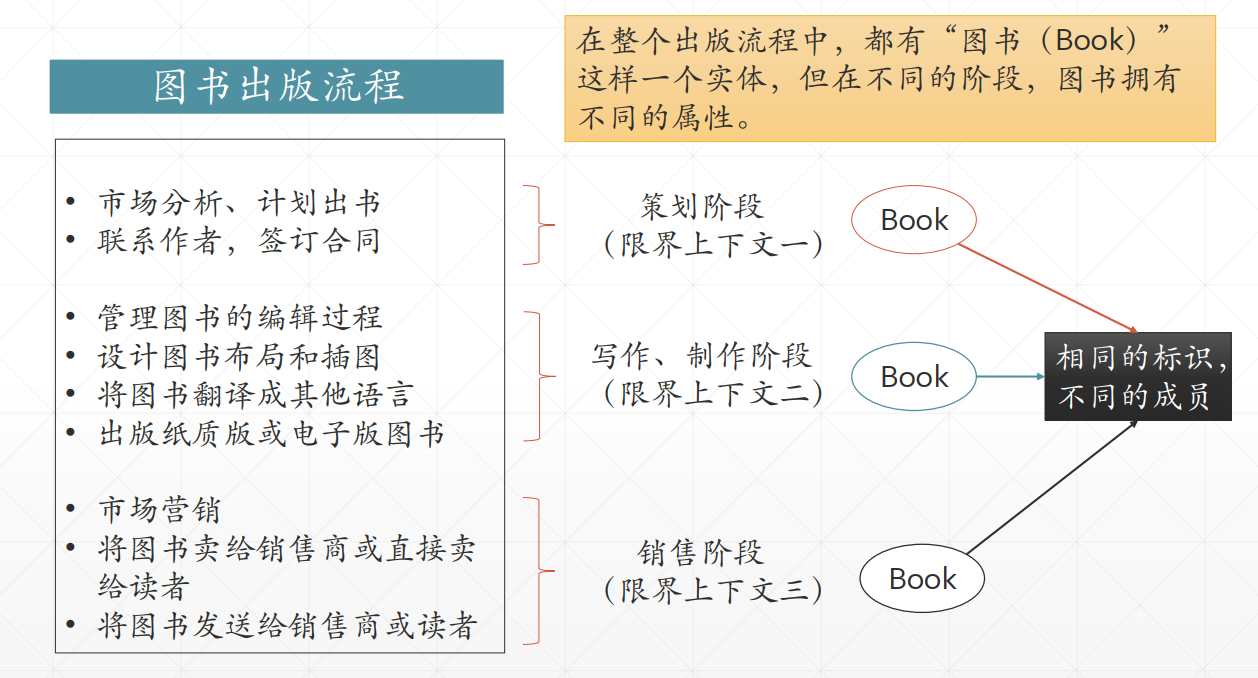 图书出版流程
在整个出版流程中，都有“图书（Book）”
这样一个实体，但在不同的阶段，图书拥有
不同的属性。
• 市场分析、计划出书
• 联系作者，签订合同
策划阶段
（限界上下文一）
Book
• 管理图书的编辑过程
• 设计图书布局和插图
• 将图书翻译成其他语言
• 出版纸质版或电子版图书
写作、制作阶段
（限界上下文二）
Book
相同的标识，
不同的成员
• 市场营销
• 将图书卖给销售商或直接卖
给读者
• 将图书发送给销售商或读者
销售阶段
（限界上下文三）
Book